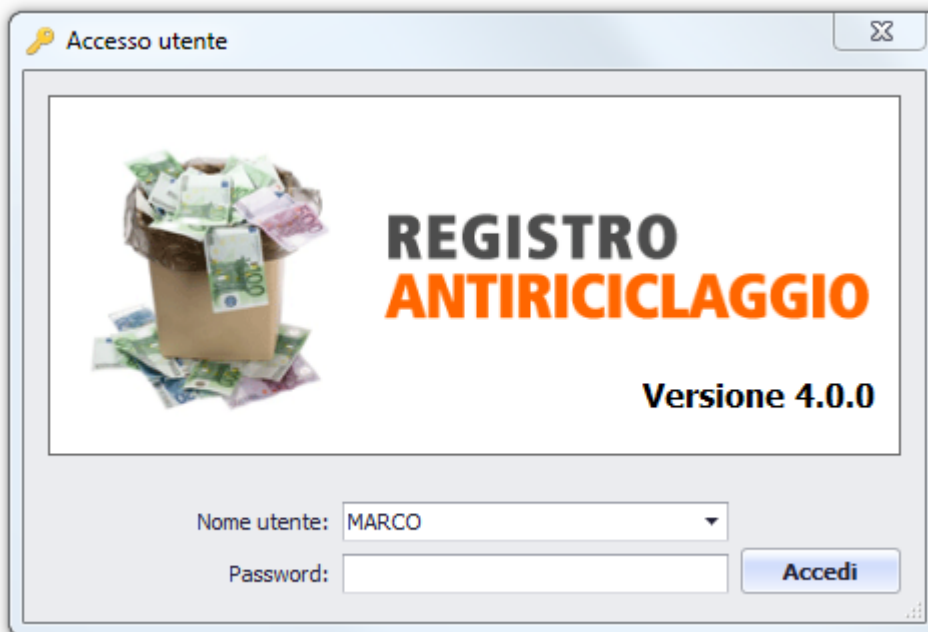 Accesso utente
REGISTRO
ANTIRICICLAGGIO
Versione 4.0.0
Nome utente: MARCO
Password:
Accedi